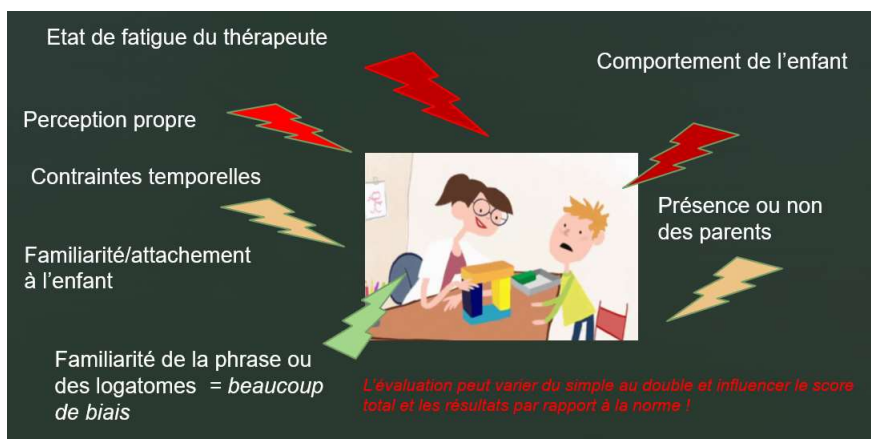 Etat de fatigue du thérapeute
Comportement de l'enfant
Perception propre
Contraintes temporelles
Présence ou non
des parents
Familiarité/attachement
à l'enfant
Familiarité de la phrase ou
des logatomes = beaucoup
de biais
L'évaluation peut varier du simple au double et influencer le score
total et les résultats par rapport à la norme !